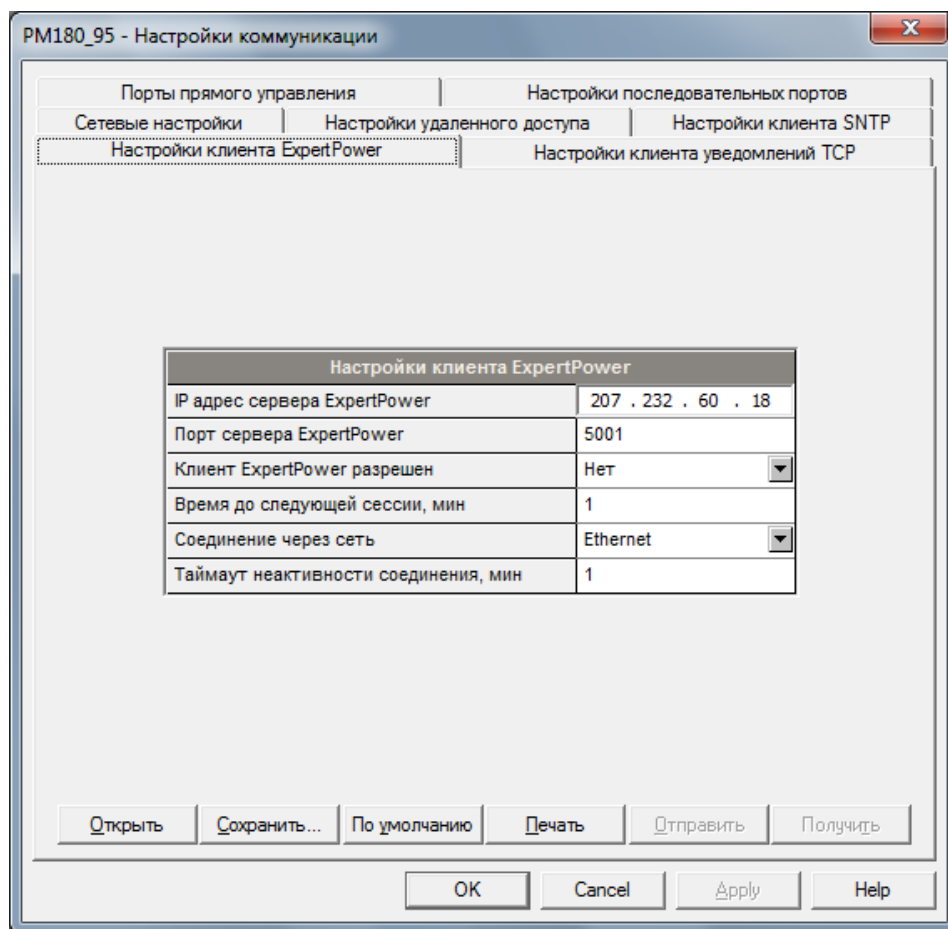 PM180_95 - Настройки коммуникации
x
Порты прямого управления
Настройки последовательных портов
Сетевые настройки
Настройки удаленного доступа
Настройки клиента SNTP
Настройки клиента ExpertPower
Настройки клиента уведомлений TCP
Настройки клиента ExpertPower
IP адрес сервера ExpertPower 207 . 232 . 60 . 18
Порт сервера ExpertPower 5001
Клиент ExpertPower разрешен Нет
Время до следующей сессии, мин 1
Соединение через сеть Ethernet
Таймаут неактивности соединения, мин 1
Открыть Сохранить... По умолчанию Печать Отправить Получить
OK Cancel Apply Help